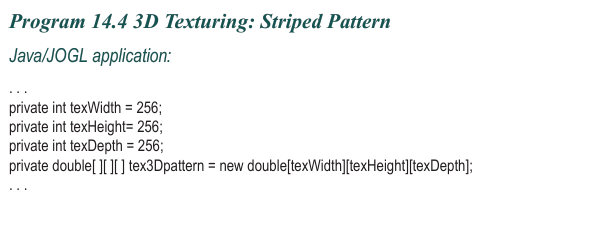 Program 14.4 3D Texturing: Striped Pattern
Java/JOGL application:
. . .
private int texWidth = 256;
private int texHeight= 256;
private int texDepth = 256;
private double[ ][ ][ ] tex3Dpattern = new double[texWidth][texHeight][texDepth];
. . .